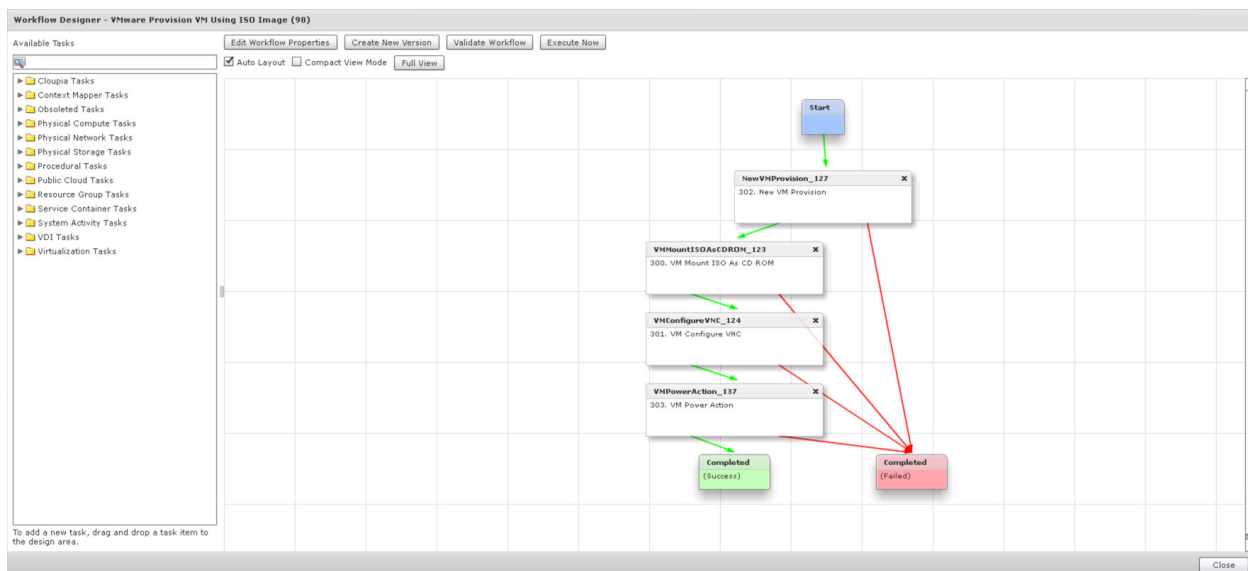 Workflow Designer - VMware Provision VM Using ISO Image (98)
Available Tasks
Edit Workflow Properties
Create New Version
Validate Workflow
Execute Now
Auto Layout
Compact View Mode
Full View
Cloupia Tasks
Context Mapper Tasks
Obsoleted Tasks
Physical Compute Tasks
Physical Network Tasks
Physical Storage Tasks
Procedural Tasks
Public Cloud Tasks
Resource Group Tasks
Service Container Tasks
System Activity Tasks
VDI Tasks
Virtualization Tasks
To add a new task, drag and drop a task item to
the design area.
Start
NewVMProvision_127
302. New VM Provision
VMMountISOAsCDROM_123
300. VM Mount ISO As CD ROM
VMConfigureVNC_124
301. VM Configure VNC
VMPowerAction_137
303. VM Power Action
Completed
(Success)
Completed
(Failed)
Close